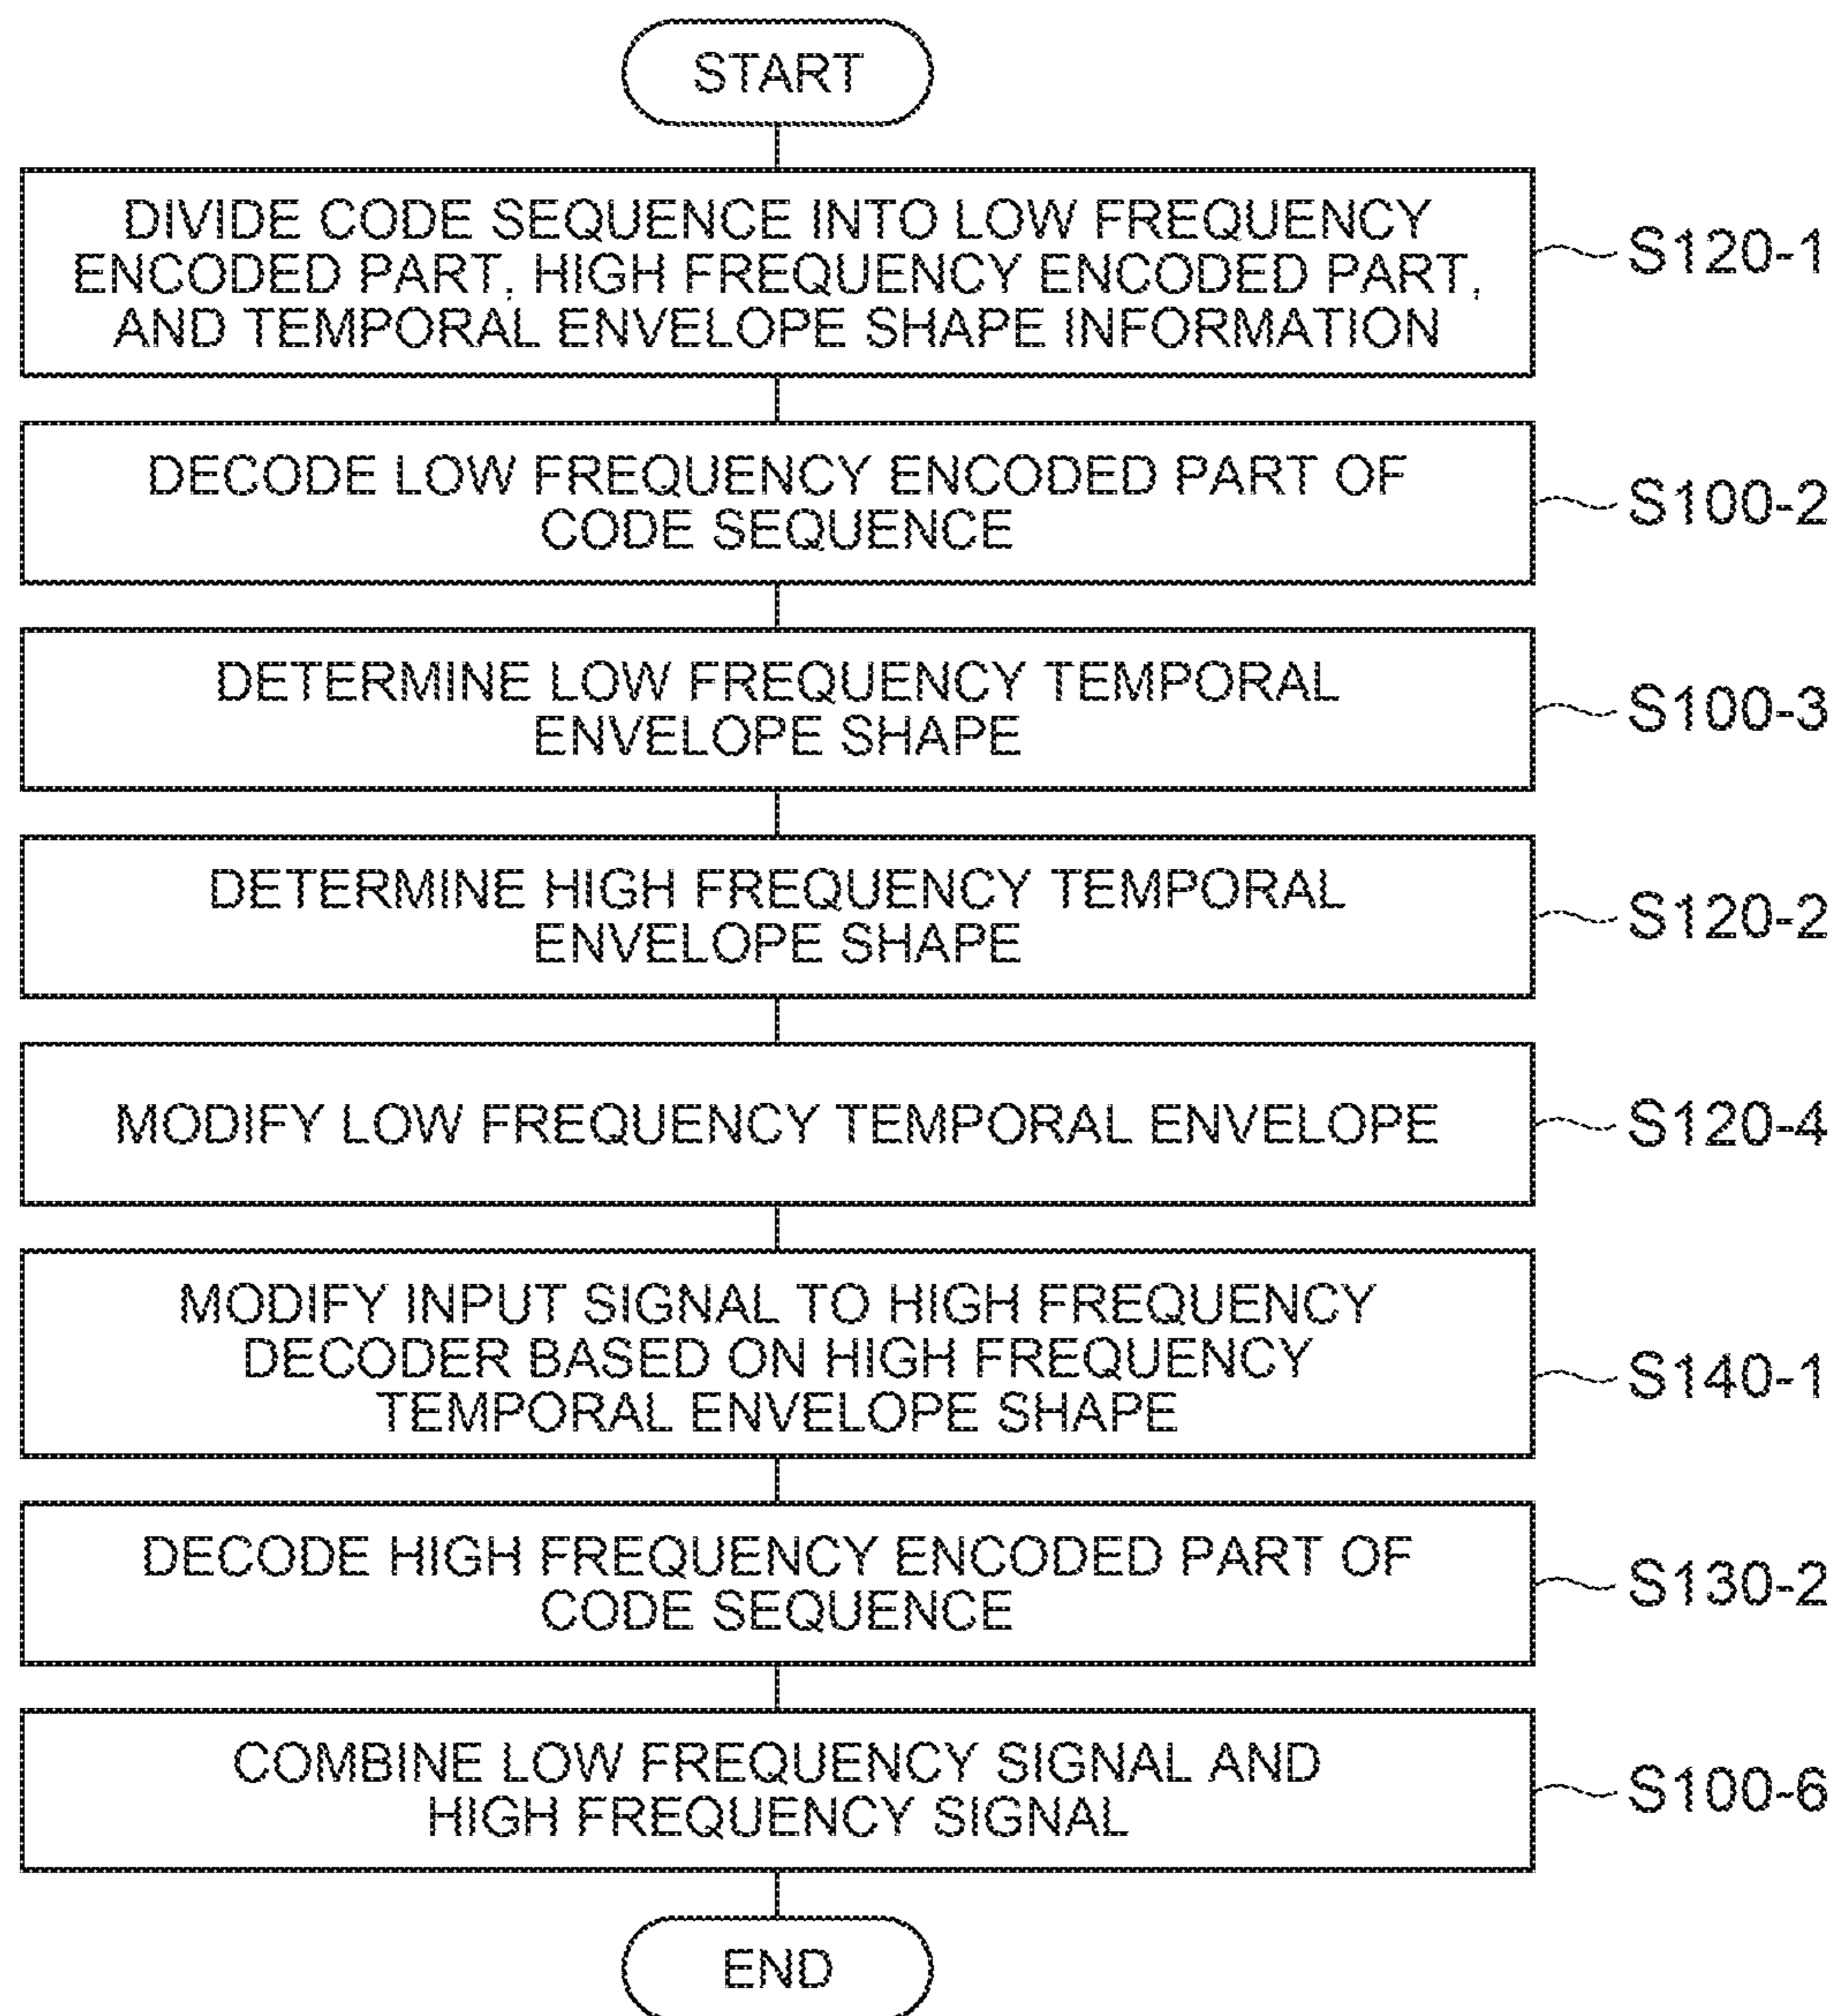 START
DIVIDE CODE SEQUENCE INTO LOW FREQUENCY
ENCODED PART, HIGH FREQUENCY ENCODED PART,
AND TEMPORAL ENVELOPE SHAPE INFORMATION
S120-1
DECODE LOW FREQUENCY ENCODED PART OF
CODE SEQUENCE
S100-2
DETERMINE LOW FREQUENCY TEMPORAL
ENVELOPE SHAPE
S100-3
DETERMINE HIGH FREQUENCY TEMPORAL
ENVELOPE SHAPE
S120-2
MODIFY LOW FREQUENCY TEMPORAL ENVELOPE
S120-4
MODIFY INPUT SIGNAL TO HIGH FREQUENCY
DECODER BASED ON HIGH FREQUENCY
TEMPORAL ENVELOPE SHAPE
S140-1
DECODE HIGH FREQUENCY ENCODED PART OF
CODE SEQUENCE
S130-2
COMBINE LOW FREQUENCY SIGNAL AND
HIGH FREQUENCY SIGNAL
S100-6
END